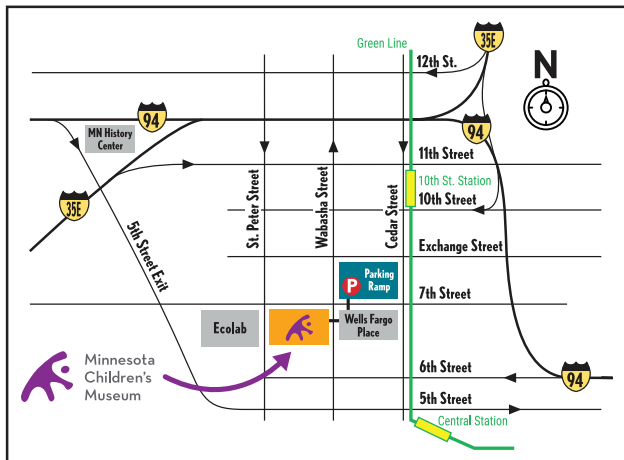 Green Line
35E
12th St.
N
94
MN History
Center
94
11th Street
10th St. Station
10th Street
35E
St. Peter Street
Wabasha Street
Cedar Street
5th Street Exit
Exchange Street
P
Parking
Ramp
7th Street
Ecolab
Wells Fargo
Place
Minnesota
Children's
Museum
6th Street
94
5th Street
Central Station